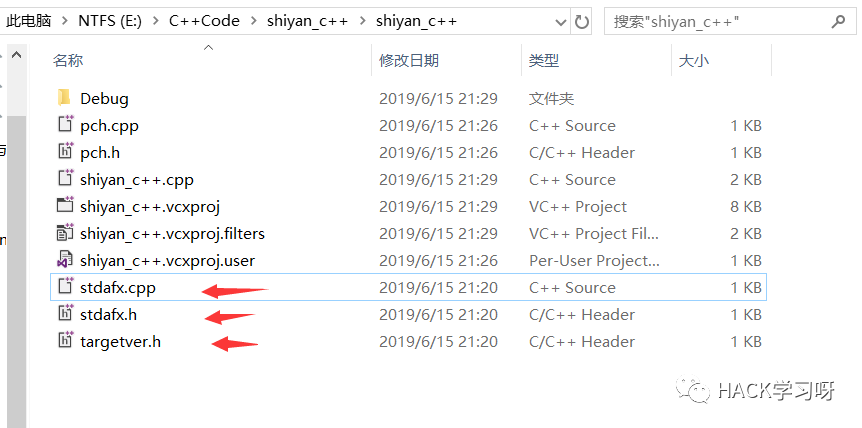 此电脑 > NTFS (E:) > C++Code > shiyan_c++ > shiyan_c++ 搜索"shiyan_c++"
名称 修改日期 类型 大小
Debug 2019/6/15 21:29 文件夹
pch.cpp 2019/6/15 21:26 C++ Source 1 KB
pch.h 2019/6/15 21:26 C/C++ Header 1 KB
shiyan_c++.cpp 2019/6/15 21:29 C++ Source 2 KB
shiyan_c++.vcxproj 2019/6/15 21:29 VC++ Project 8 KB
shiyan_c++.vcxproj.filters 2019/6/15 21:29 VC++ Project Fil... 2 KB
shiyan_c++.vcxproj.user 2019/6/15 21:26 Per-User Project... 1 KB
stdafx.cpp 2019/6/15 21:20 C++ Source 1 KB
stdafx.h 2019/6/15 21:20 C/C++ Header 1 KB
targetver.h 2019/6/15 21:20 C/C++ Header 1 KB
HACK学习呀